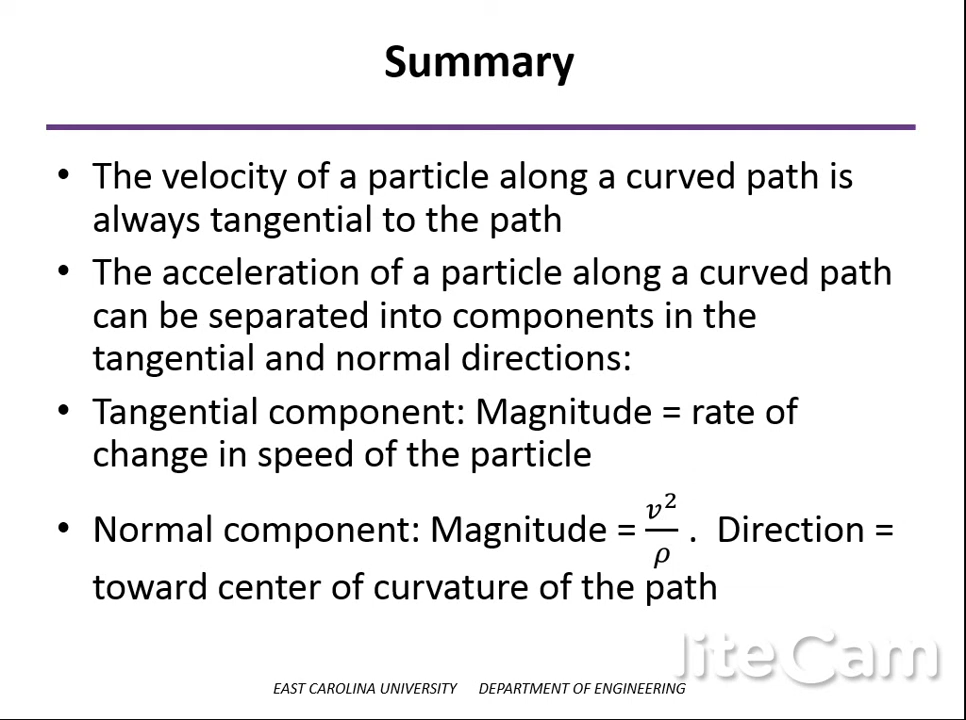 Summary
• The velocity of a particle along a curved path is
always tangential to the path
• The acceleration of a particle along a curved path
can be separated into components in the
tangential and normal directions:
• Tangential component: Magnitude = rate of
change in speed of the particle
• Normal component: Magnitude = v²/ρ . Direction =
toward center of curvature of the path
liteCam
EAST CAROLINA UNIVERSITY DEPARTMENT OF ENGINEERING